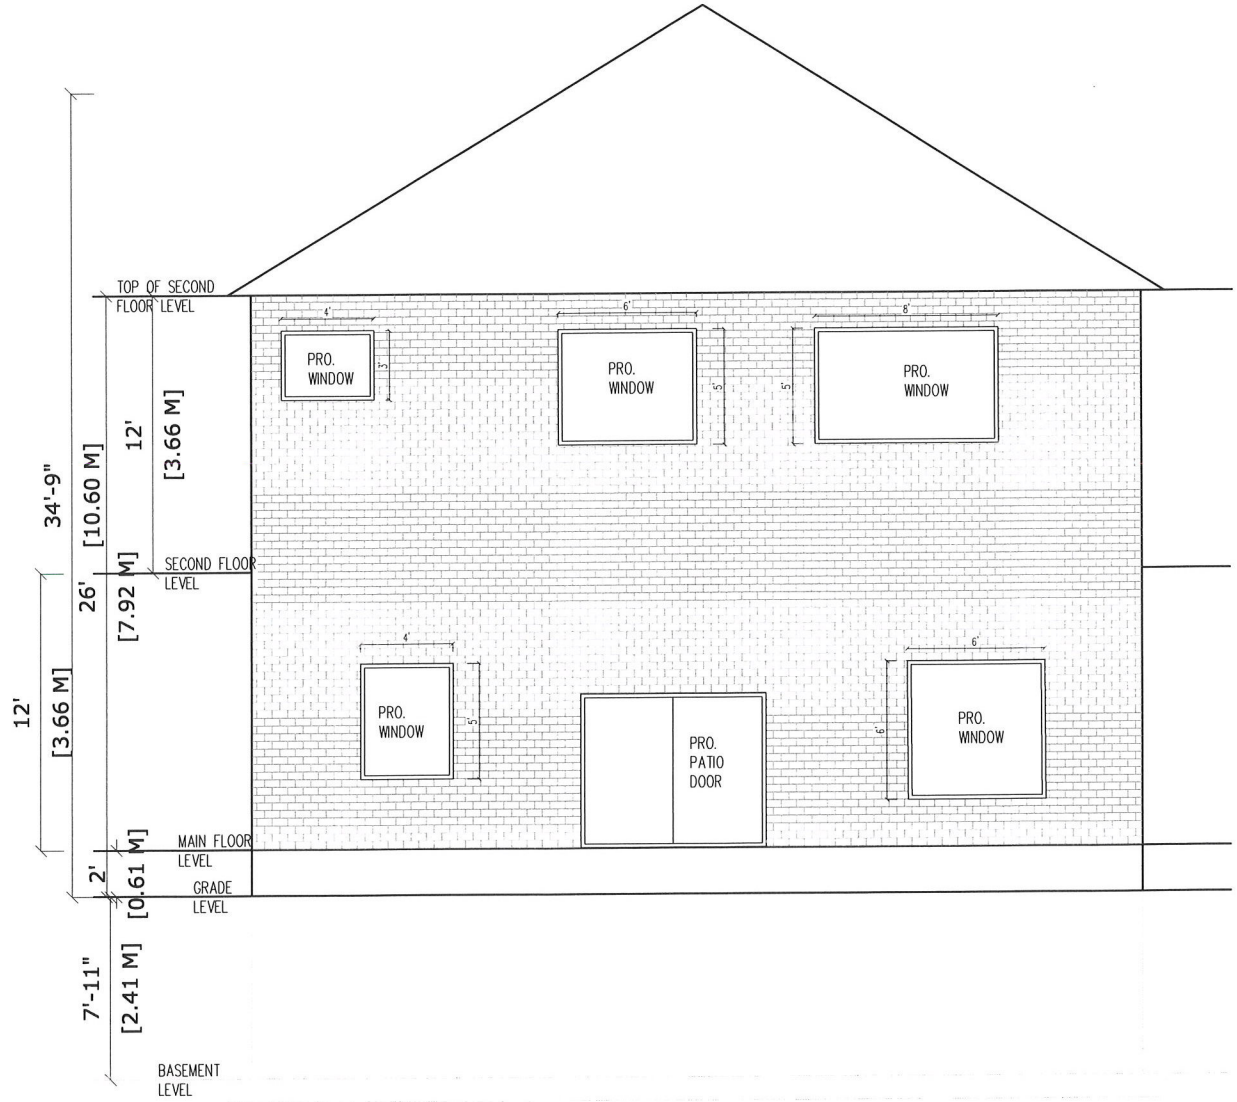 TOP OF SECOND
FLOOR LEVEL
4'
6'
8'
3'
5'
5'
PRO.
WINDOW
PRO.
WINDOW
PRO.
WINDOW
12'
[3.66 M]
34'-9"
[10.60 M]
SECOND FLOOR
LEVEL
26'
[7.92 M]
4'
6'
5'
6'
PRO.
WINDOW
PRO.
PATIO
DOOR
PRO.
WINDOW
12'
[3.66 M]
MAIN FLOOR
LEVEL
2'
[0.61 M]
GRADE
LEVEL
7'-11"
[2.41 M]
BASEMENT
LEVEL